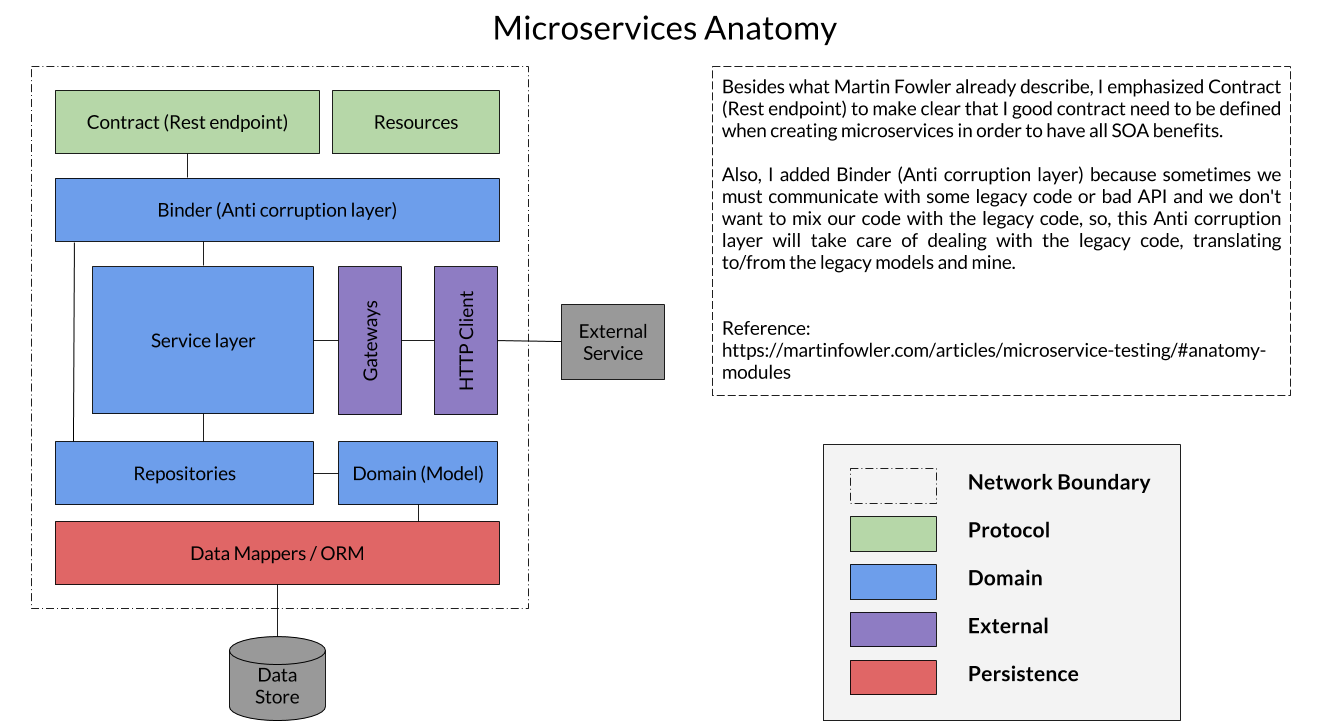 Microservices Anatomy
Contract (Rest endpoint)
Resources
Binder (Anti corruption layer)
Service layer
Gateways
HTTP Client
External
Service
Repositories
Domain (Model)
Data Mappers / ORM
Data
Store
Besides what Martin Fowler already describe, I emphasized Contract
(Rest endpoint) to make clear that I good contract need to be defined
when creating microservices in order to have all SOA benefits.
Also, I added Binder (Anti corruption layer) because sometimes we
must communicate with some legacy code or bad API and we don't
want to mix our code with the legacy code, so, this Anti corruption
layer will take care of dealing with the legacy code, translating
to/from the legacy models and mine.
Reference:
https://martinfowler.com/articles/microservice-testing/#anatomy-
modules
Network Boundary
Protocol
Domain
External
Persistence